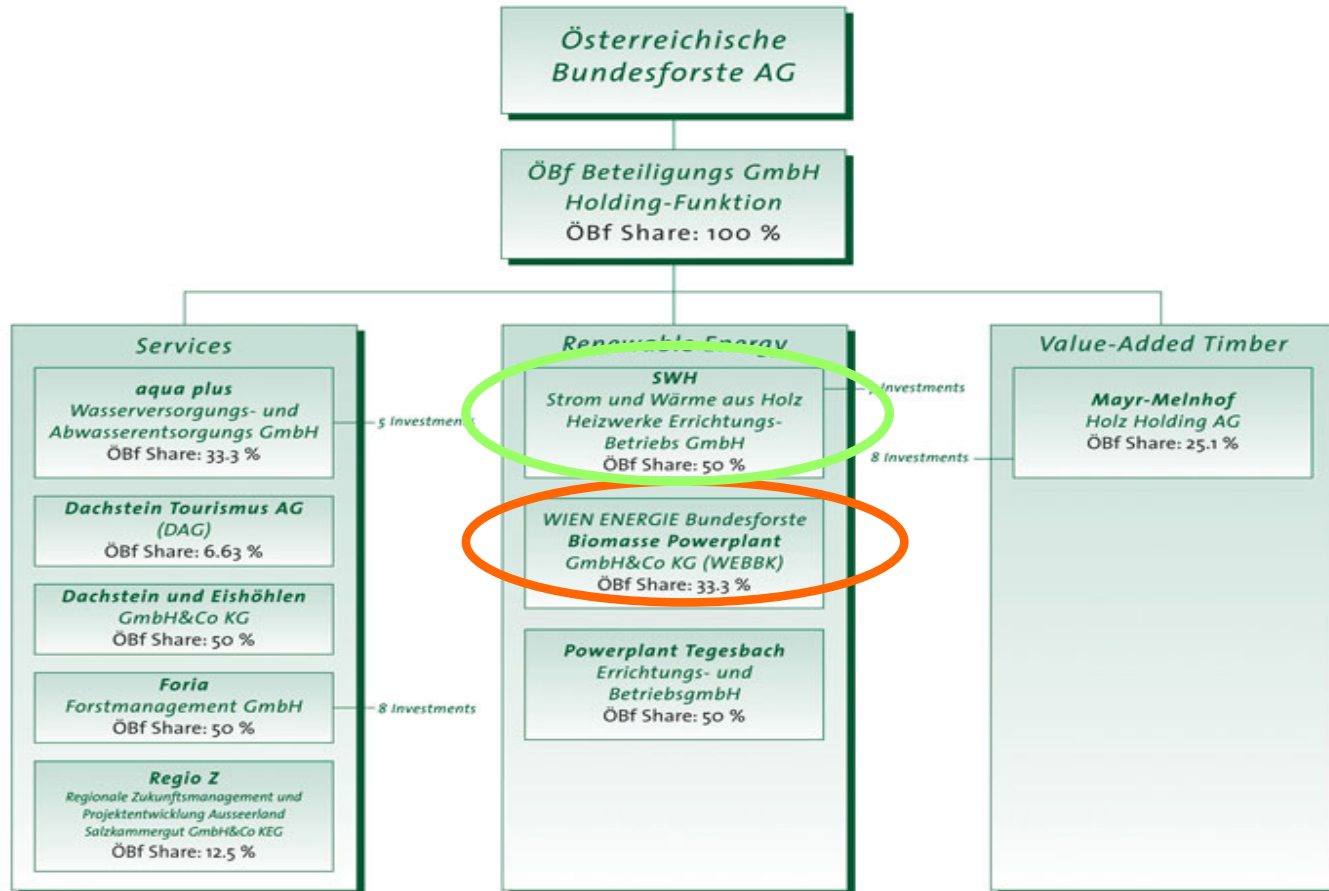 Österreichische
Bundesforste AG
ÖBf Beteiligungs GmbH
Holding-Funktion
ÖBf Share: 100 %
Services
aqua plus
Wasserversorgungs- und
Abwasserentsorgungs GmbH
ÖBf Share: 33.3 %
5 Investments
Dachstein Tourismus AG
(DAG)
ÖBf Share: 6.63 %
Dachstein und Eishöhlen
GmbH&Co KG
ÖBf Share: 50 %
Foria
Forstmanagement GmbH
ÖBf Share: 50 %
8 Investments
Regio Z
Regionale Zukunftsmanagement und
Projektentwicklung Ausseerland
Salzkammergut GmbH&Co KEG
ÖBf Share: 12.5 %
Renewable Energy
SWH
Strom und Wärme aus Holz
Heizwerke Errichtungs-
Betriebs GmbH
ÖBf Share: 50 %
Investments
WIEN ENERGIE Bundesforste
Biomasse Powerplant
GmbH&Co KG (WEBBK)
ÖBf Share: 33.3 %
Powerplant Tegesbach
Errichtungs- und
BetriebsgmbH
ÖBf Share: 50 %
Value-Added Timber
Mayr-Melnhof
Holz Holding AG
ÖBf Share: 25.1 %
8 Investments